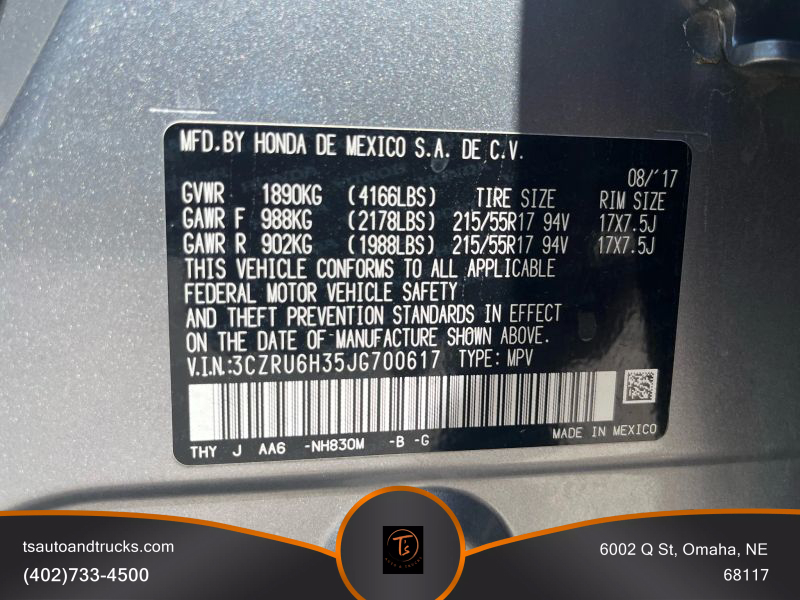 MFD.BY HONDA DE MEXICO S.A. DE C.V.
08/'17
GVWR 1890KG (4166LBS) TIRE SIZE RIM SIZE
GAWR F 988KG (2178LBS) 215/55R17 94V 17X7.5J
GAWR R 902KG (1988LBS) 215/55R17 94V 17X7.5J
THIS VEHICLE CONFORMS TO ALL APPLICABLE
FEDERAL MOTOR VEHICLE SAFETY
AND THEFT PREVENTION STANDARDS IN EFFECT
ON THE DATE OF MANUFACTURE SHOWN ABOVE.
V.I.N.:3CZRU6H35JG700617 TYPE: MPV
THY J AA6 -NH830M -B -G
MADE IN MEXICO
tsautoandtrucks.com
(402)733-4500
T's
6002 Q St, Omaha, NE
68117